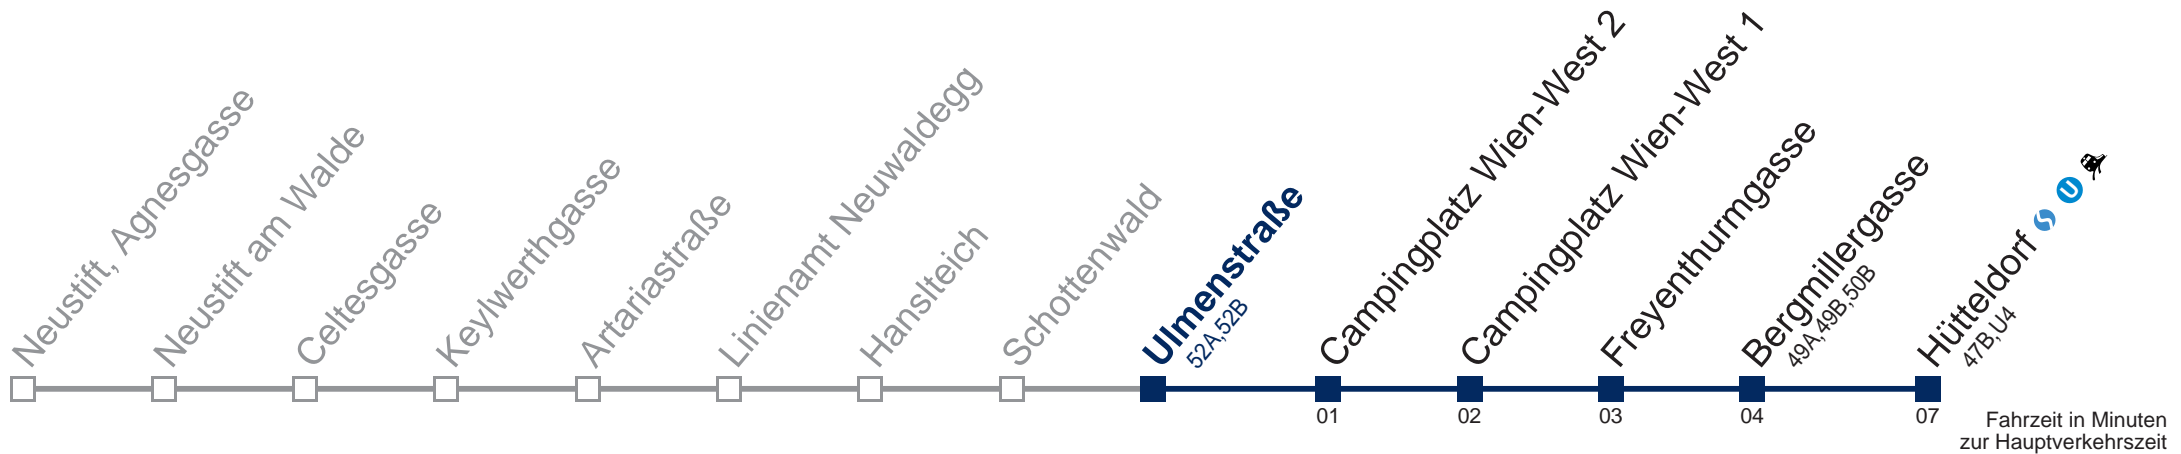 Neustift, Agnesgasse
Neustift am Walde
Celtesgasse
Keylwerthgasse
Artariastraße
Linienamt Neuwaldegg
Hanslteich
Schottenwald
Ulmenstraße
52A,52B
Campingplatz Wien-West 2
Campingplatz Wien-West 1
Freyenthurmgasse
Bergmillergasse
49A,49B,50B
Hütteldorf
U
47B,U4
01
02
03
04
07
Fahrzeit in Minuten
zur Hauptverkehrszeit